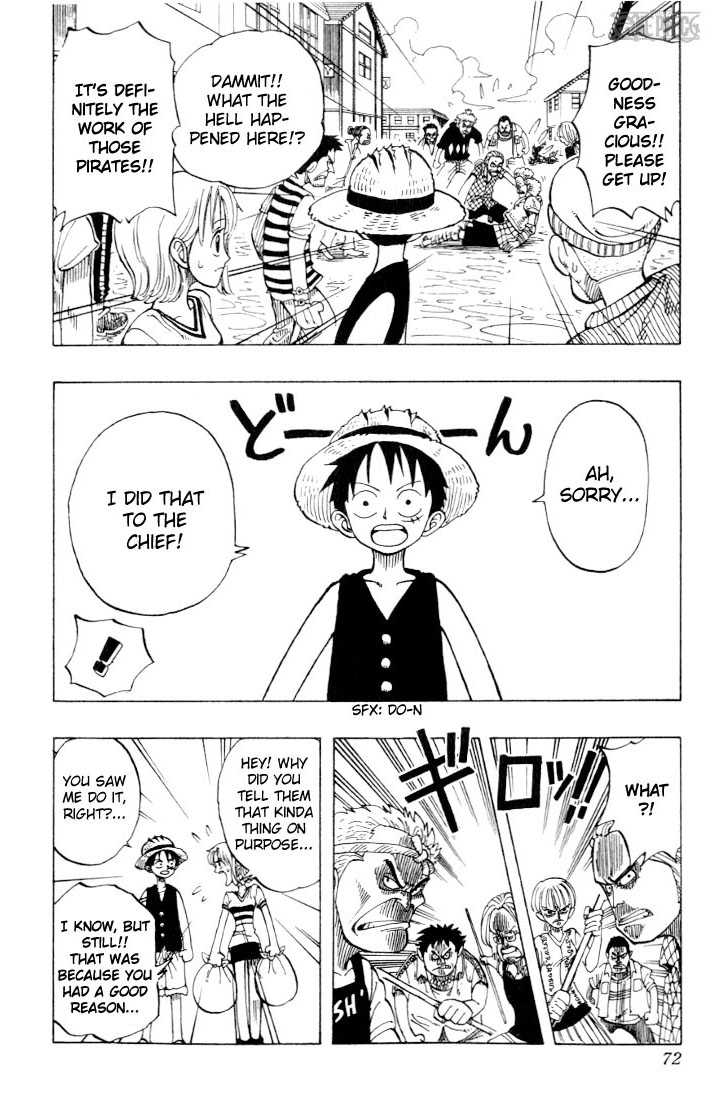 ONE PIECE
GOOD-
NESS
GRA-
CIOUS!!
PLEASE
GET UP!
DAMMIT!!
WHAT THE
HELL HAP-
PENED HERE!?
IT'S DEFI-
NITELY THE
WORK OF
THOSE
PIRATES!!
どーーん
AH,
SORRY...
I DID THAT
TO THE
CHIEF!
!
SFX: DO-N
WHAT
?!
ギロッ!!
SH'
HEY! WHY
DID YOU
TELL THEM
THAT KINDA
THING ON
PURPOSE...
YOU SAW
ME DO IT,
RIGHT?...
I KNOW, BUT
STILL!!
THAT WAS
BECAUSE YOU
HAD A GOOD
REASON...
72